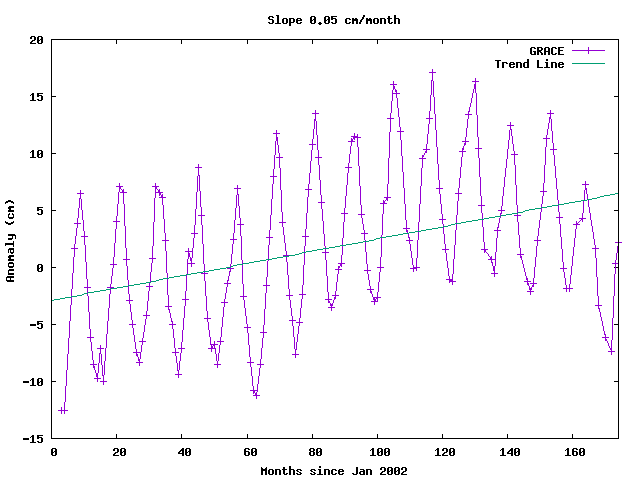 Slope 0.05 cm/month
GRACE
Trend Line
20
15
10
5
0
-5
-10
-15
Anomaly (cm)
0 20 40 60 80 100 120 140 160
Months since Jan 2002